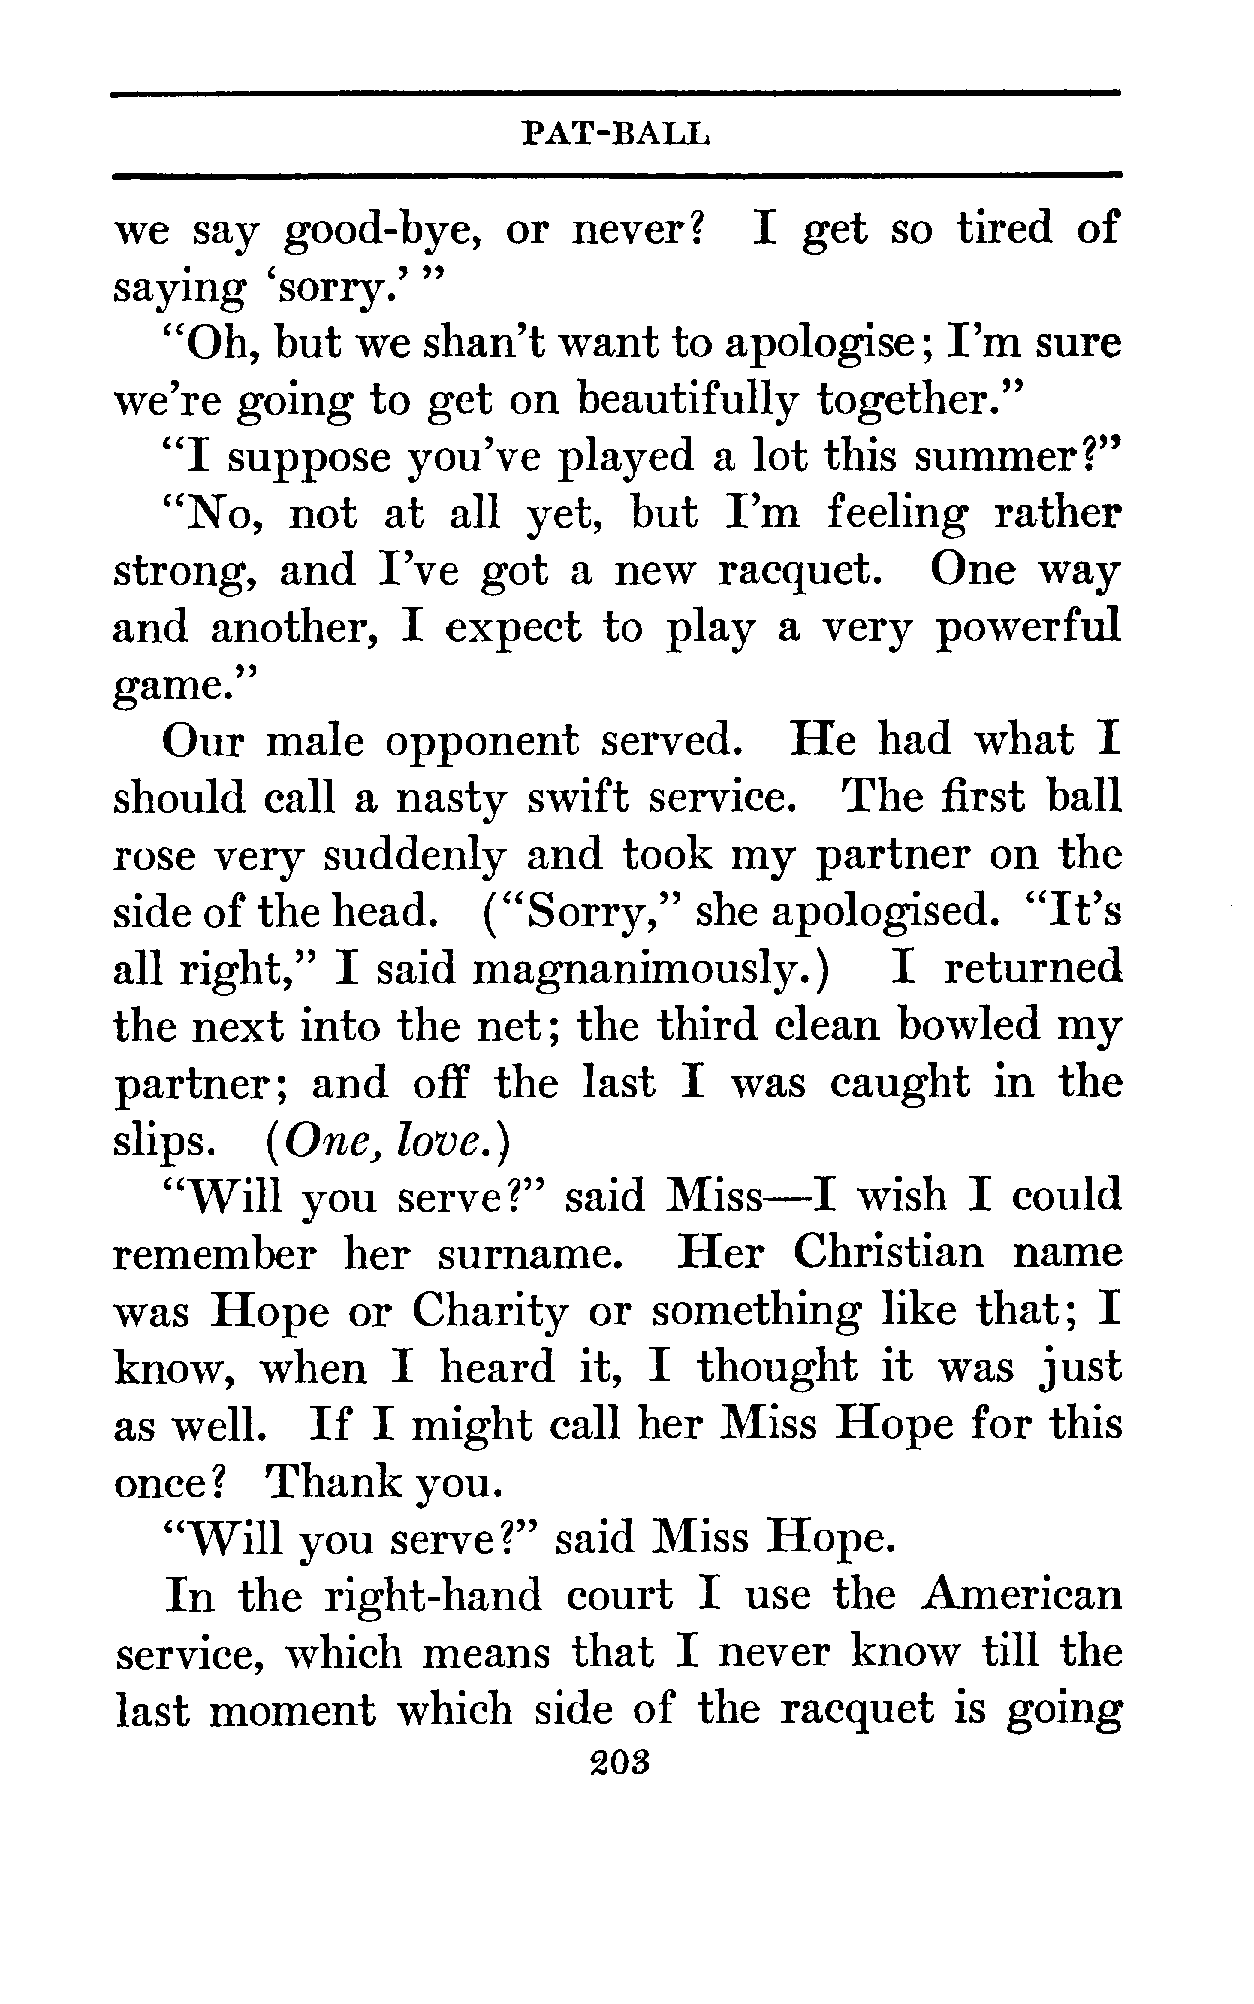 PAT-BALL
we say good-bye, or never? I get so tired of
saying ‘sorry.’ ”
“Oh, but we shan’t want to apologise; I’m sure
we’re going to get on beautifully together.”
“I suppose you’ve played a lot this summer?”
“No, not at all yet, but I’m feeling rather
strong, and I’ve got a new racquet. One way
and another, I expect to play a very powerful
game.”
Our male opponent served. He had what I
should call a nasty swift service. The first ball
rose very suddenly and took my partner on the
side of the head. (“Sorry,” she apologised. “It’s
all right,” I said magnanimously.) I returned
the next into the net; the third clean bowled my
partner; and off the last I was caught in the
slips. (One, love.)
“Will you serve?” said Miss—I wish I could
remember her surname. Her Christian name
was Hope or Charity or something like that; I
know, when I heard it, I thought it was just
as well. If I might call her Miss Hope for this
once? Thank you.
“Will you serve?” said Miss Hope.
In the right-hand court I use the American
service, which means that I never know till the
last moment which side of the racquet is going
203